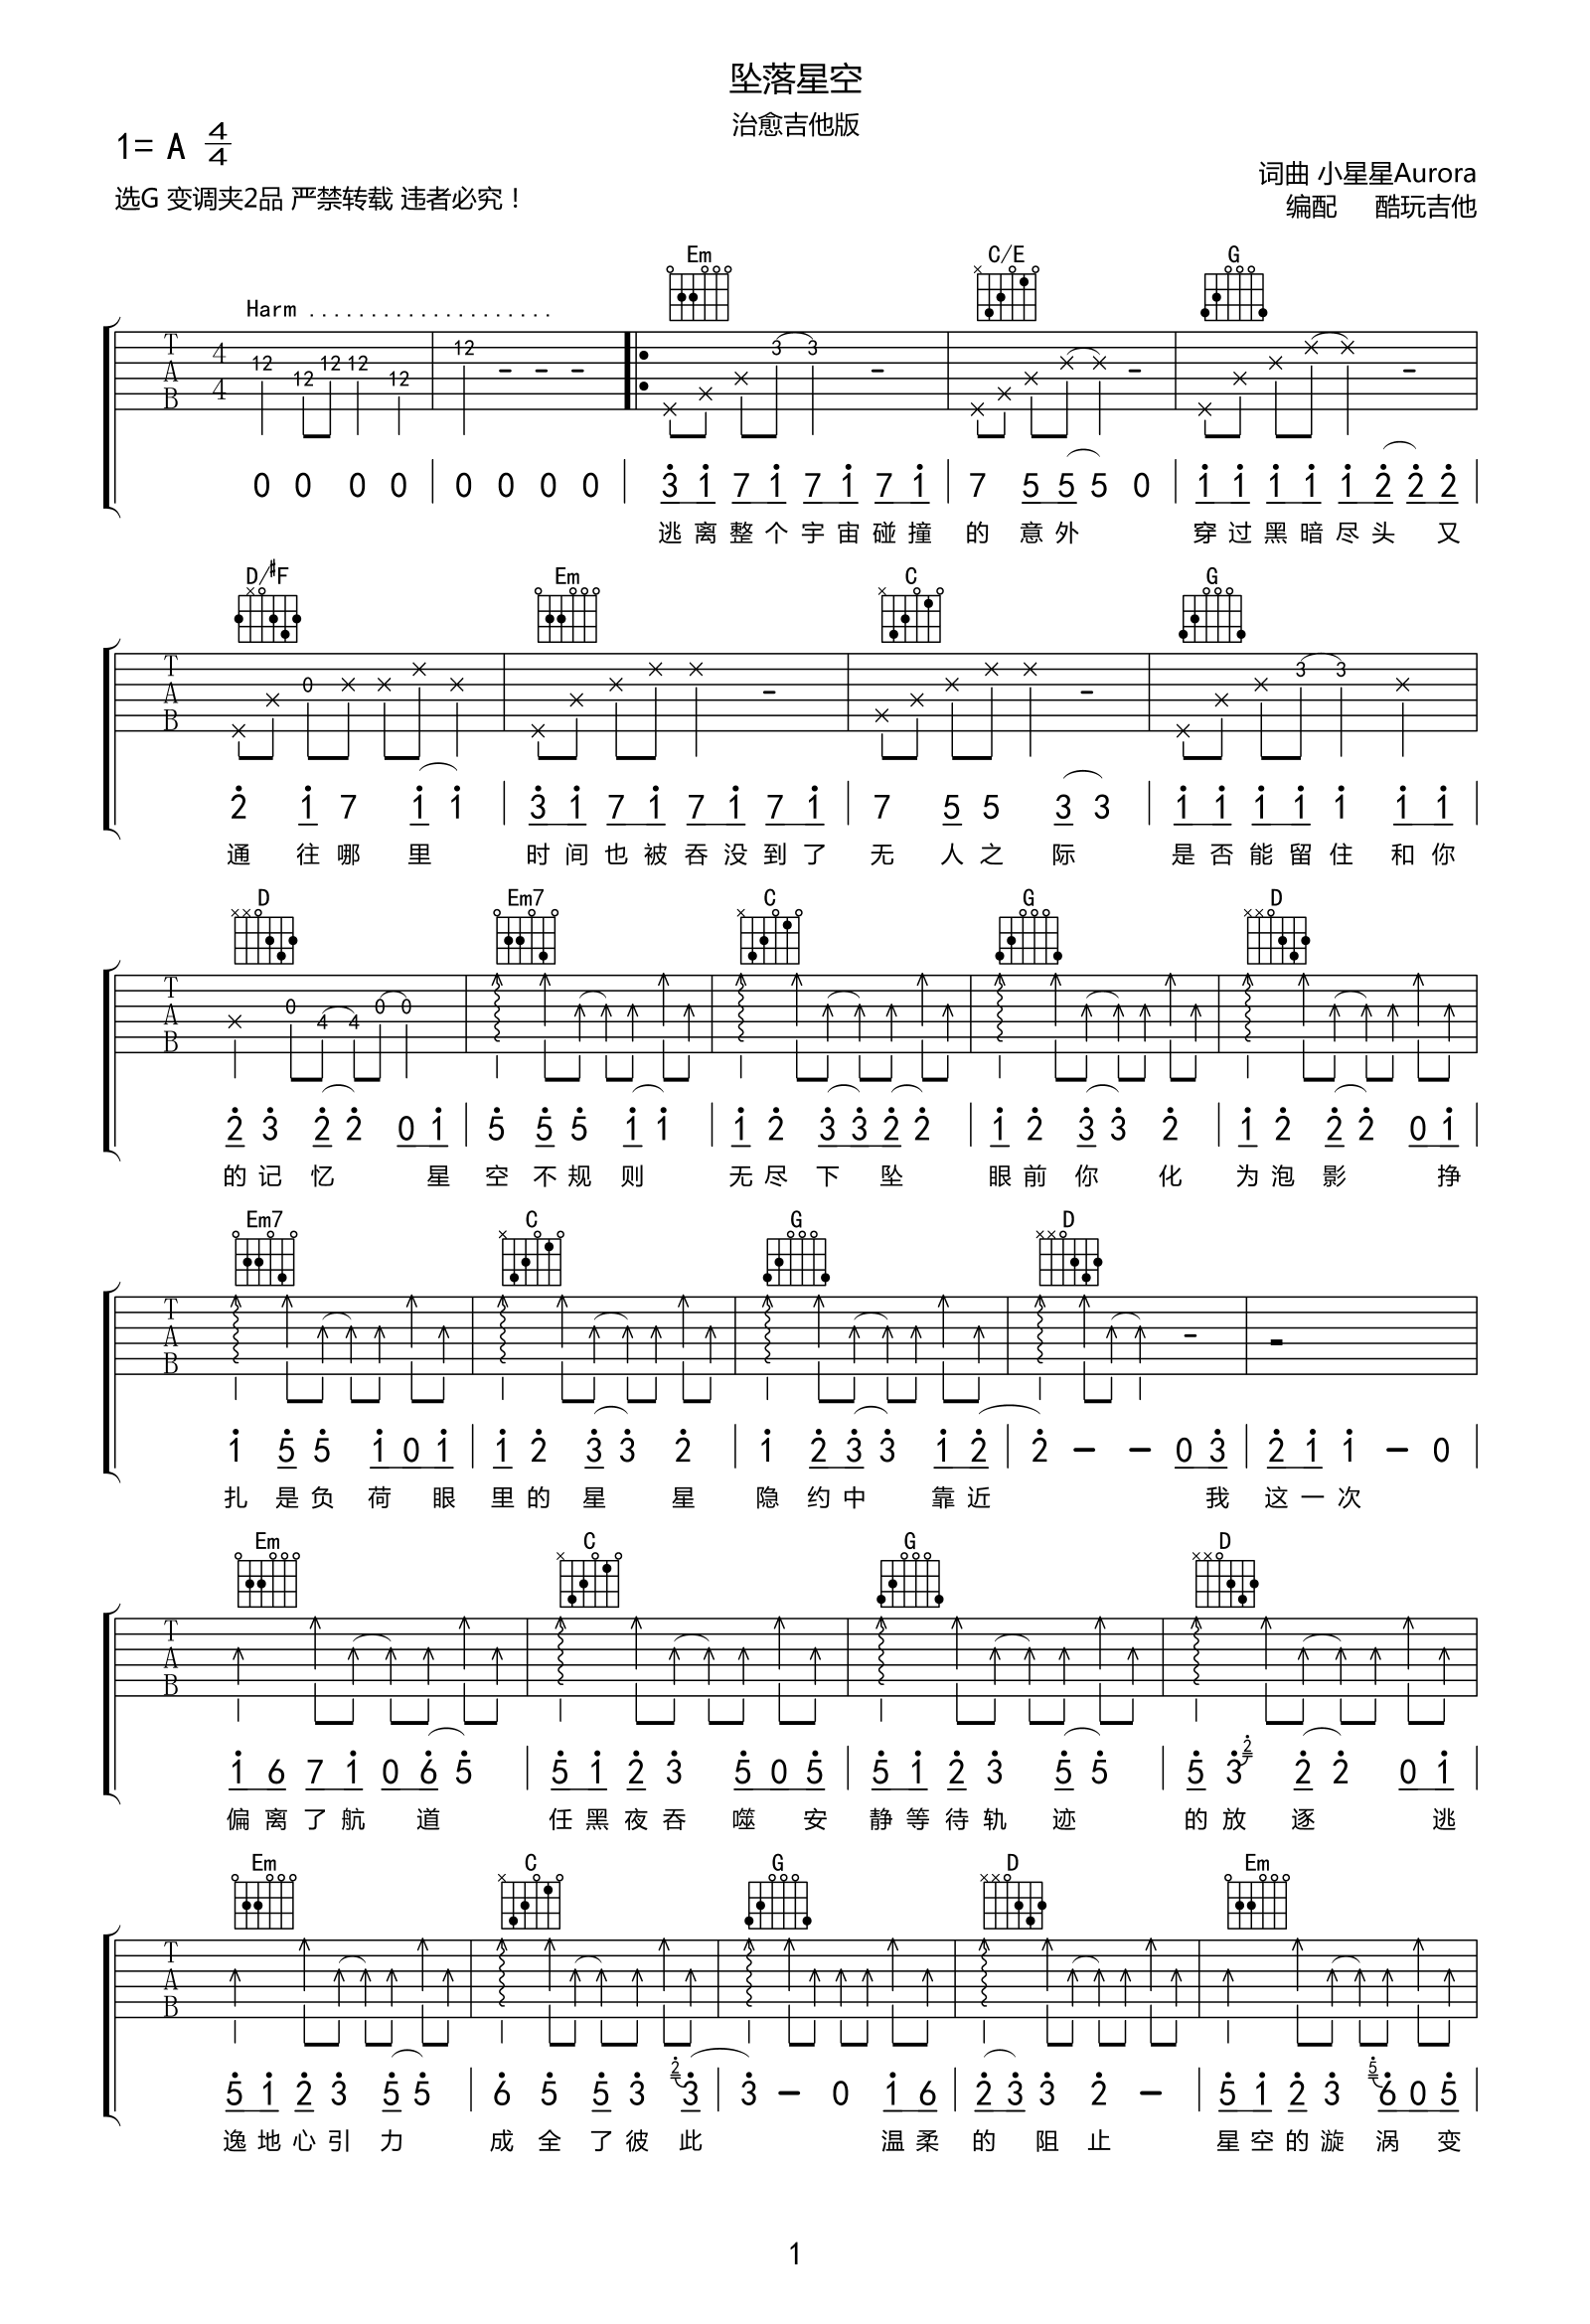 坠落星空
治愈吉他版
1= A 4/4
选G 变调夹2品 严禁转载 违者必究！
词曲 小星星Aurora
编配 酷玩吉他
Em C/E G
Harm ....................
T A B 4/4 12 12 12 12 12 12 3 3
0 0 0 0 0 0 0 0 3 1 7 1 7 1 7 1 7 5 5 5 0 1 1 1 1 1 2 2 2
逃 离 整 个 宇 宙 碰 撞 的 意 外 穿 过 黑 暗 尽 头 又
D/#F Em C G
T A B 0 3 3
2 1 7 1 1 3 1 7 1 7 1 7 1 7 5 5 3 3 1 1 1 1 1 1 1
通 往 哪 里 时 间 也 被 吞 没 到 了 无 人 之 际 是 否 能 留 住 和 你
D Em7 C G D
T A B 0 4 4 0 0
2 3 2 2 0 1 5 5 5 1 1 1 2 3 3 2 2 1 2 3 3 2 1 2 2 2 0 1
的 记 忆 星 空 不 规 则 无 尽 下 坠 眼 前 你 化 为 泡 影 挣
Em7 C G D
T A B
1 5 5 1 0 1 1 2 3 3 2 1 2 3 3 1 2 2 - - 0 3 2 1 1 - 0
扎 是 负 荷 眼 里 的 星 星 隐 约 中 靠 近 我 这 一 次
Em C G D
T A B
1 6 7 1 0 6 5 5 1 2 3 5 0 5 5 1 2 3 5 5 5 3 2 2 2 0 1
偏 离 了 航 道 任 黑 夜 吞 噬 安 静 等 待 轨 迹 的 放 逐 逃
Em C G D Em
T A B
5 1 2 3 5 5 6 5 5 3 2 3 3 - 0 1 6 2 3 3 2 - 5 1 2 3 5 6 0 5
逸 地 心 引 力 成 全 了 彼 此 温 柔 的 阻 止 星 空 的 漩 涡 变
1